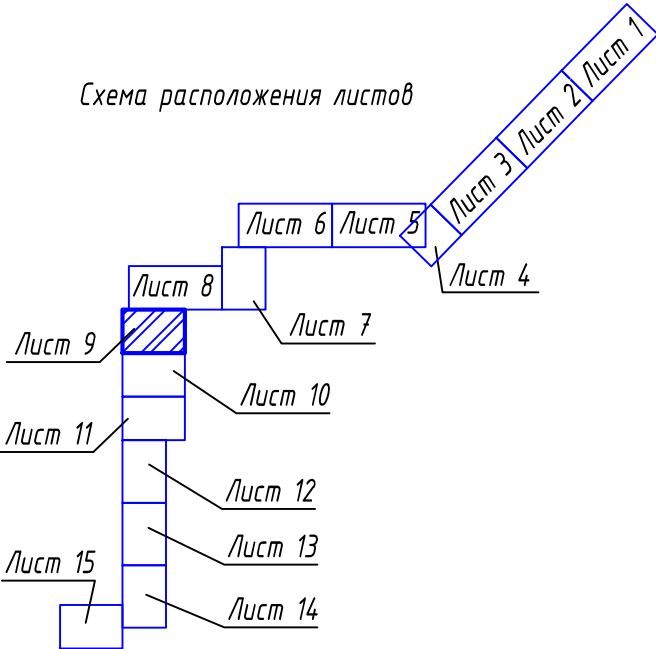 Лист 1
Схема расположения листов
Лист 2
Лист 3
Лист 6
Лист 5
Лист 4
Лист 8
Лист 7
Лист 9
Лист 10
Лист 11
Лист 12
Лист 13
Лист 15
Лист 14